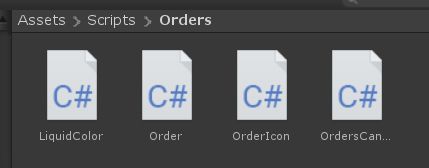 Assets > Scripts > Orders
C# C# C# C#
LiquidColor Order OrderIcon OrdersCan...